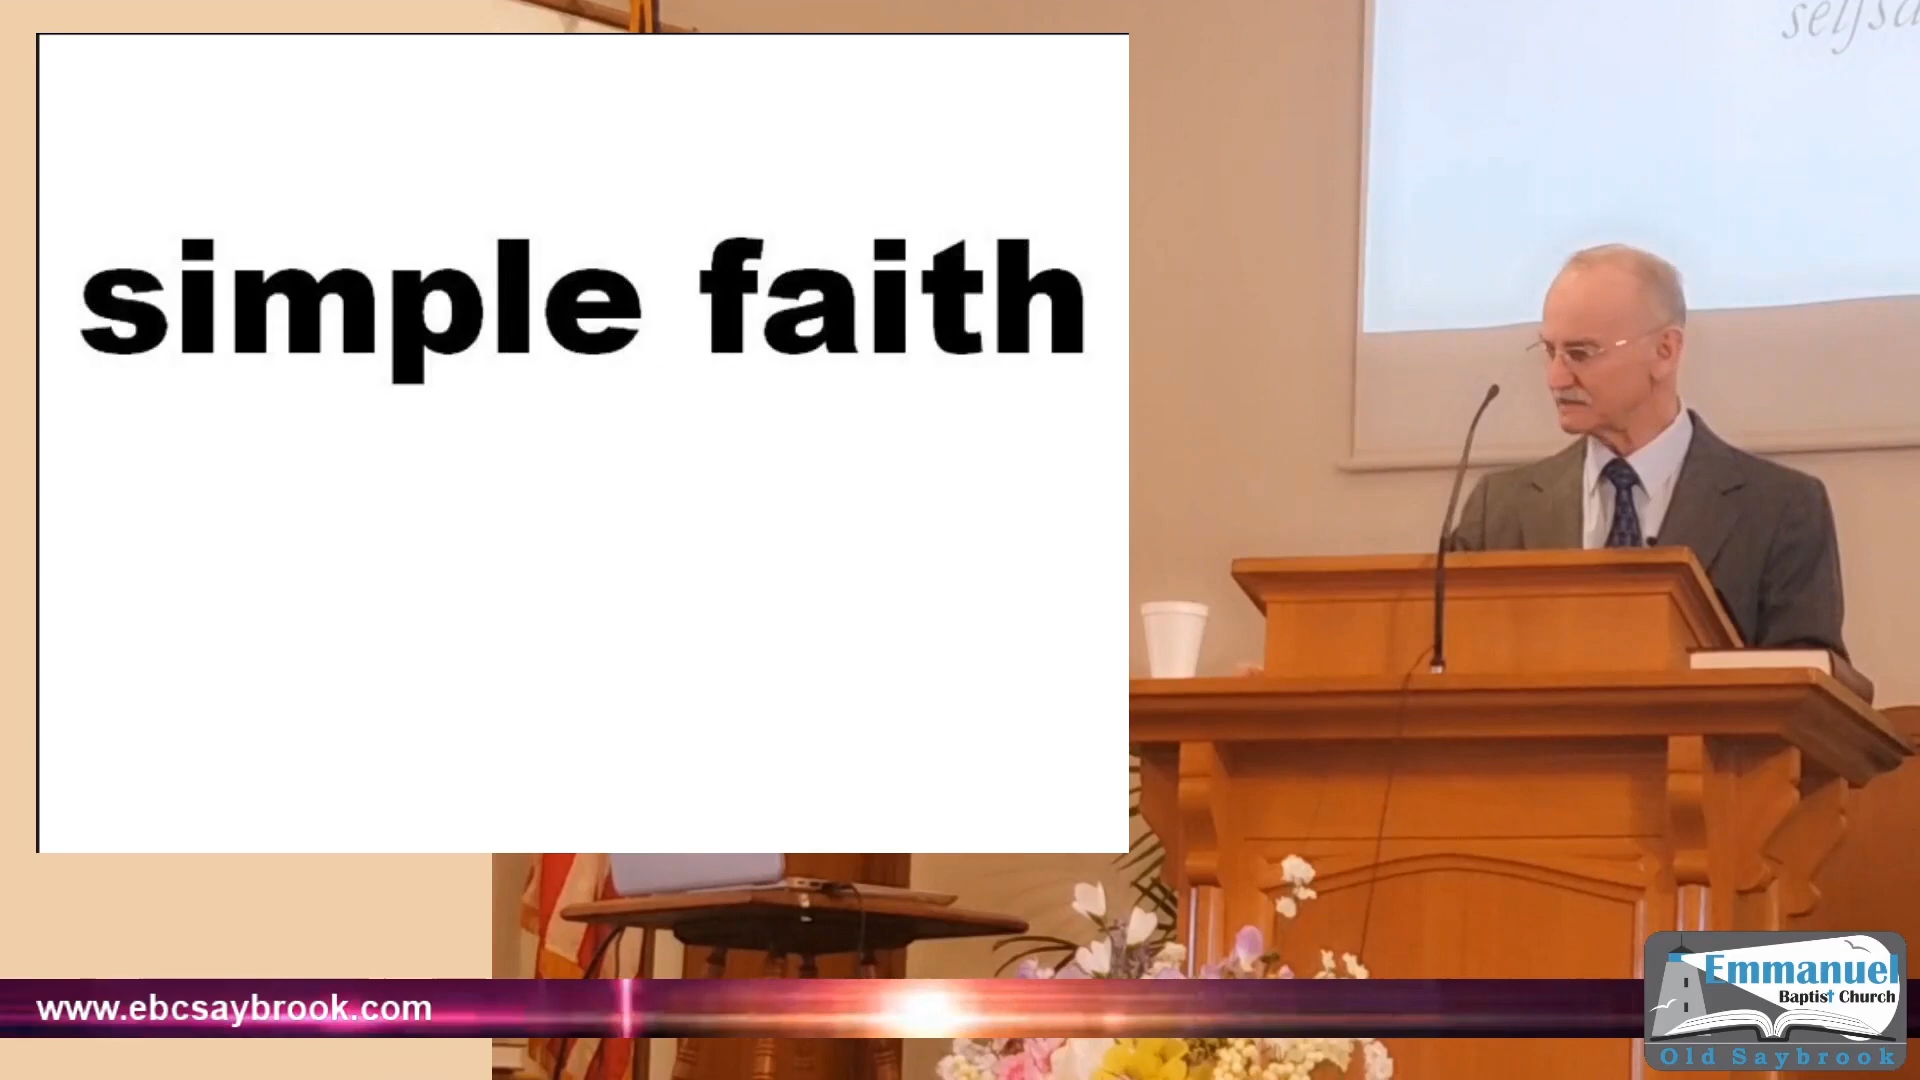 simple faith
www.ebcsaybrook.com
Emmanuel
Baptist Church
Old Saybrook